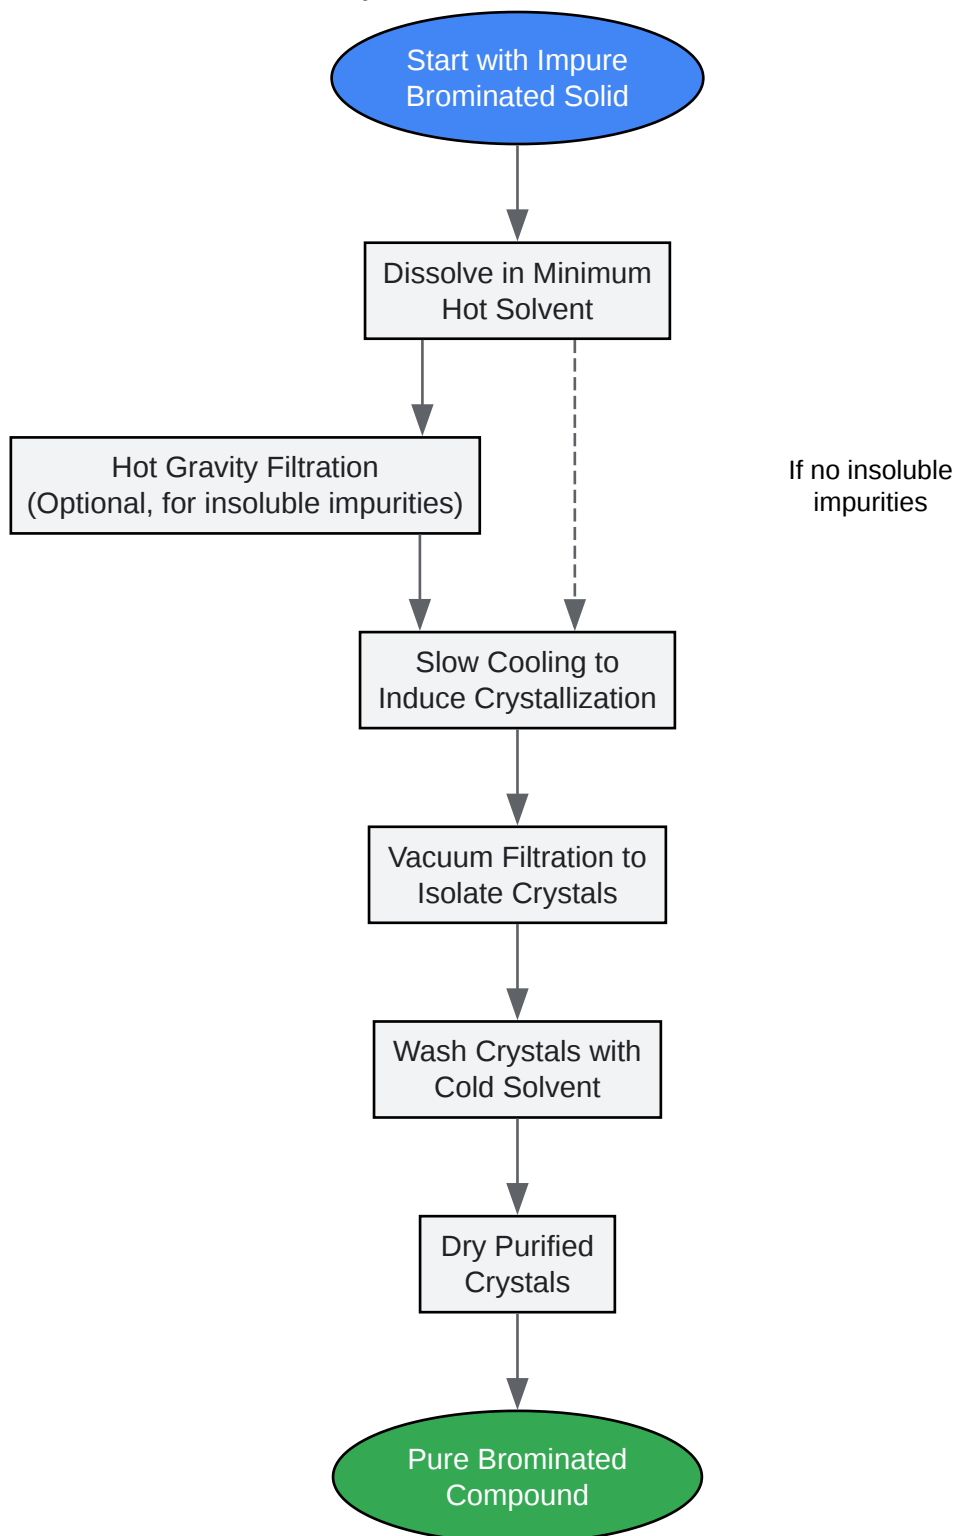 Start with Impure
Brominated Solid
Dissolve in Minimum
Hot Solvent
Hot Gravity Filtration
(Optional, for insoluble impurities)
If no insoluble
impurities
Slow Cooling to
Induce Crystallization
Vacuum Filtration to
Isolate Crystals
Wash Crystals with
Cold Solvent
Dry Purified
Crystals
Pure Brominated
Compound